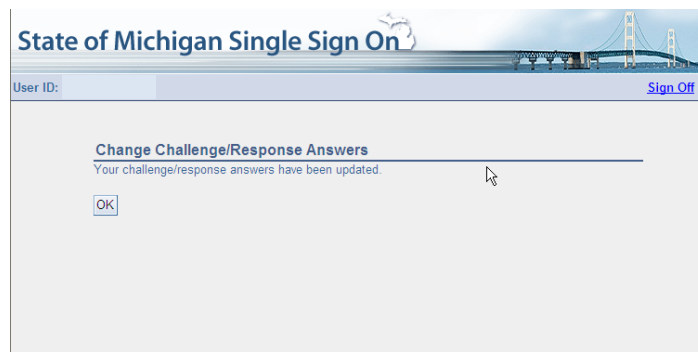 State of Michigan Single Sign On
User ID:
Sign Off
Change Challenge/Response Answers
Your challenge/response answers have been updated.
OK